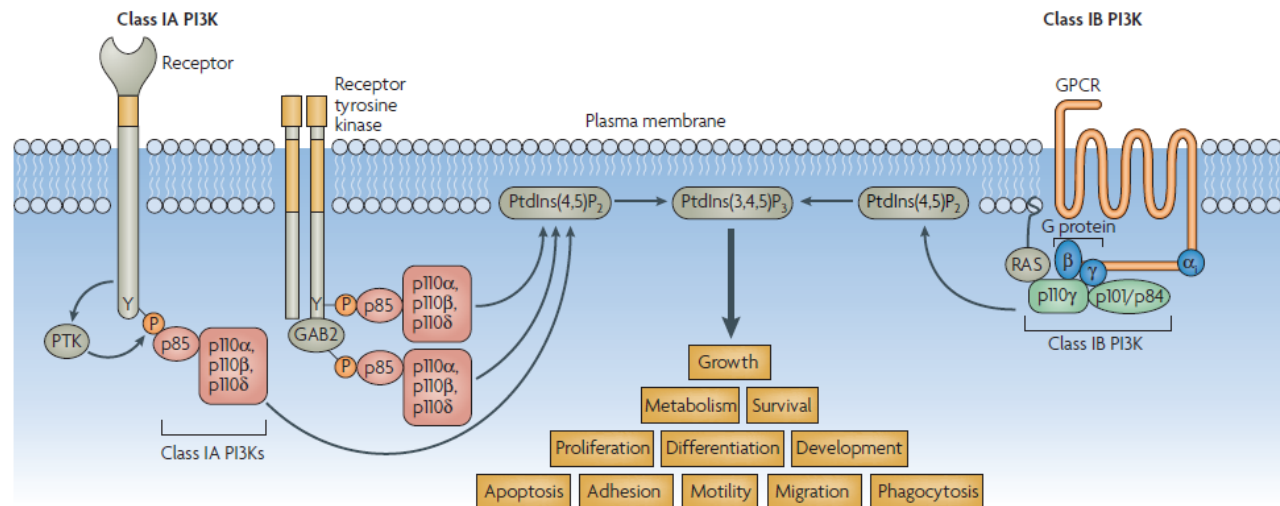 Class IA PI3K
Class IB PI3K
Receptor
Receptor
tyrosine
kinase
Plasma membrane
GPCR
PtdIns(4,5)P₂
PtdIns(3,4,5)P₃
PtdIns(4,5)P₂
G protein
RAS
β
γ
αᵢ
p110γ
p101/p84
Class IB PI3K
Y
P
PTK
p85
p110α,
p110β,
p110δ
Class IA PI3Ks
Y
GAB2
P
p85
p110α,
p110β,
p110δ
P
p85
p110α,
p110β,
p110δ
Growth
Metabolism
Survival
Proliferation
Differentiation
Development
Apoptosis
Adhesion
Motility
Migration
Phagocytosis